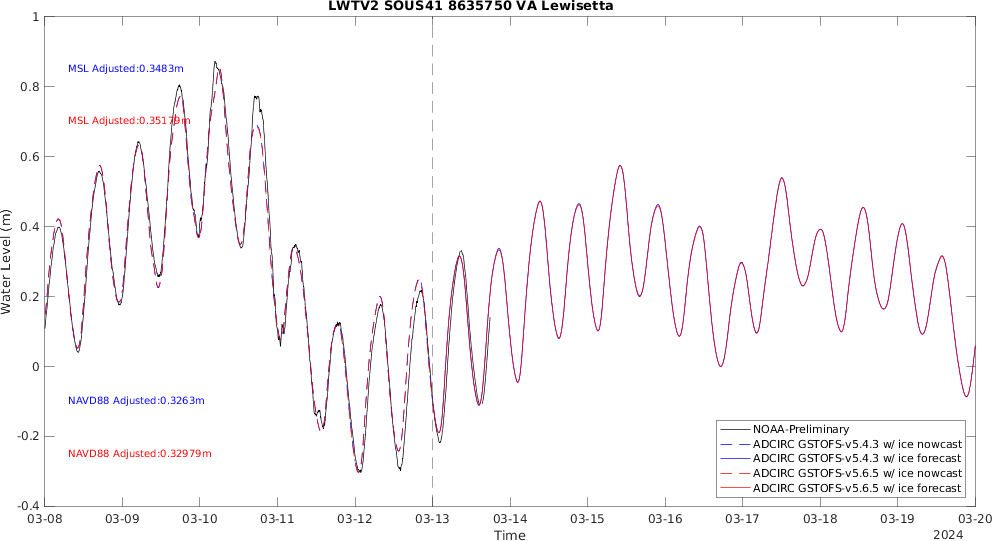 LWTV2 SOUS41 8635750 VA Lewisetta
1
0.8
0.6
0.4
0.2
0
-0.2
-0.4
Water Level (m)
MSL Adjusted:0.3483m
MSL Adjusted:0.35179m
NAVD88 Adjusted:0.3263m
NAVD88 Adjusted:0.32979m
NOAA-Preliminary
ADCIRC GSTOFS-v5.4.3 w/ ice nowcast
ADCIRC GSTOFS-v5.4.3 w/ ice forecast
ADCIRC GSTOFS-v5.6.5 w/ ice nowcast
ADCIRC GSTOFS-v5.6.5 w/ ice forecast
03-08 03-09 03-10 03-11 03-12 03-13 03-14 03-15 03-16 03-17 03-18 03-19 03-20
Time
2024